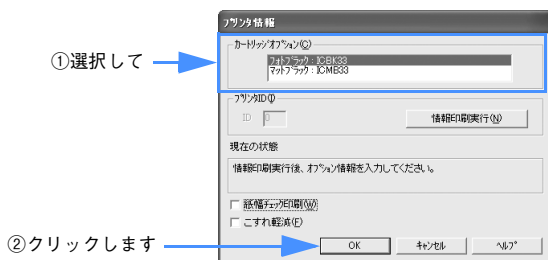 プリンタ情報
カートリッジオプション(C)
①選択して
フォトブラック : ICBK33
マットブラック : ICMB33
プリンタID(I)
ID 0
情報印刷実行(N)
現在の状態
情報印刷実行後、オプション情報を入力してください。
紙幅チェック印刷(W)
こすれ軽減(F)
②クリックします
OK キャンセル ヘルプ